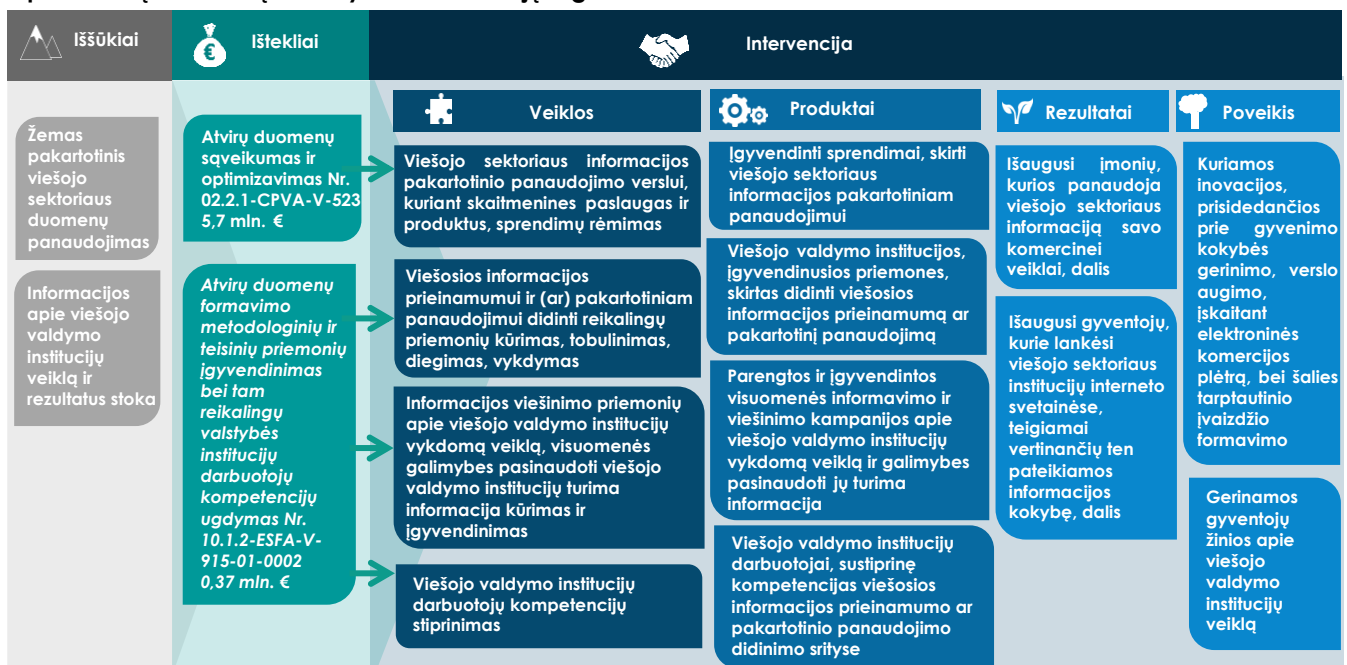 Iššūkiai
Ištekliai
Intervencija
Veiklos
Produktai
Rezultatai
Poveikis
Žemas
pakartotinis
viešojo
sektoriaus
duomenų
panaudojimas
Informacijos
apie viešojo
valdymo
institucijų
veiklą ir
rezultatus stoka
Atvirų duomenų
sąveikumas ir
optimizavimas Nr.
02.2.1-CPVA-V-523
5,7 mln. €
Atvirų duomenų
formavimo
metodologinių ir
teisinių priemonių
įgyvendinimas
bei tam
reikalingų
valstybės
institucijų
darbuotojų
kompetencijų
ugdymas Nr.
10.1.2-ESFA-V-
915-01-0002
0,37 mln. €
Viešojo sektoriaus informacijos
pakartotinio panaudojimo verslui,
kuriant skaitmenines paslaugas ir
produktus, sprendimų rėmimas
Viešosios informacijos
prieinamumui ir (ar) pakartotiniam
panaudojimui didinti reikalingų
priemonių kūrimas, tobulinimas,
diegimas, vykdymas
Informacijos viešinimo priemonių
apie viešojo valdymo institucijų
vykdomą veiklą, visuomenės
galimybes pasinaudoti viešojo
valdymo institucijų turima
informacija kūrimas ir
įgyvendinimas
Viešojo valdymo institucijų
darbuotojų kompetencijų
stiprinimas
Įgyvendinti sprendimai, skirti
viešojo sektoriaus
informacijos pakartotiniam
panaudojimui
Viešojo valdymo institucijos,
įgyvendinusios priemones,
skirtas didinti viešosios
informacijos prieinamumą ar
pakartotinį panaudojimą
Parengtos ir įgyvendintos
visuomenės informavimo ir
viešinimo kampanijos apie
viešojo valdymo institucijų
vykdomą veiklą ir galimybes
pasinaudoti jų turima
informacija
Viešojo valdymo institucijų
darbuotojai, sustiprinę
kompetencijas viešosios
informacijos prieinamumo ar
pakartotinio panaudojimo
didinimo srityse
Išaugusi įmonių,
kurios panaudoja
viešojo sektoriaus
informaciją savo
komercinei
veiklai, dalis
Išaugusi gyventojų,
kurie lankėsi
viešojo sektoriaus
institucijų interneto
svetainėse,
teigiamai
vertinančių ten
pateikiamos
informacijos
kokybę, dalis
Kuriamos
inovacijos,
prisidedančios
prie gyvenimo
kokybės
gerinimo, verslo
augimo,
įskaitant
elektroninės
komercijos
plėtrą, bei šalies
tarptautinio
įvaizdžio
formavimo
Gerinamos
gyventojų
žinios apie
viešojo
valdymo
institucijų
veiklą